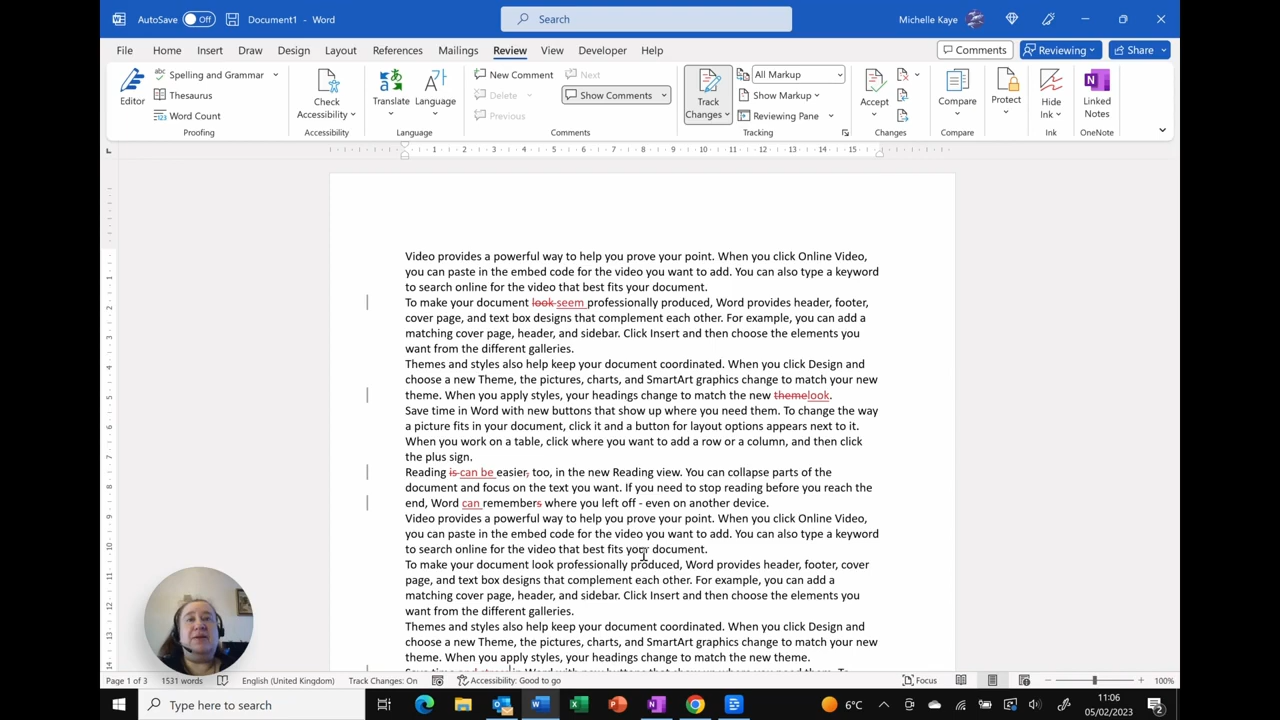 AutoSave Off Document1 - Word Search Michelle Kaye
File Home Insert Draw Design Layout References Mailings Review View Developer Help Comments Reviewing Share
Editor
Spelling and Grammar
Thesaurus
Word Count
Proofing
Check Accessibility
Accessibility
Translate Language
Language
New Comment
Delete
Previous
Next
Show Comments
Comments
Track Changes
All Markup
Show Markup
Reviewing Pane
Tracking
Accept
Changes
Compare
Compare
Protect
Hide Ink
Ink
Linked Notes
OneNote
1 2 3 4 5 6 7 8 9 10 11 12 13 14 15
Video provides a powerful way to help you prove your point. When you click Online Video,
you can paste in the embed code for the video you want to add. You can also type a keyword
to search online for the video that best fits your document.
To make your document look seem professionally produced, Word provides header, footer,
cover page, and text box designs that complement each other. For example, you can add a
matching cover page, header, and sidebar. Click Insert and then choose the elements you
want from the different galleries.
Themes and styles also help keep your document coordinated. When you click Design and
choose a new Theme, the pictures, charts, and SmartArt graphics change to match your new
theme. When you apply styles, your headings change to match the new themelook.
Save time in Word with new buttons that show up where you need them. To change the way
a picture fits in your document, click it and a button for layout options appears next to it.
When you work on a table, click where you want to add a row or a column, and then click
the plus sign.
Reading is can be easier, too, in the new Reading view. You can collapse parts of the
document and focus on the text you want. If you need to stop reading before you reach the
end, Word can remembers where you left off - even on another device.
Video provides a powerful way to help you prove your point. When you click Online Video,
you can paste in the embed code for the video you want to add. You can also type a keyword
to search online for the video that best fits your document.
To make your document look professionally produced, Word provides header, footer, cover
page, and text box designs that complement each other. For example, you can add a
matching cover page, header, and sidebar. Click Insert and then choose the elements you
want from the different galleries.
Themes and styles also help keep your document coordinated. When you click Design and
choose a new Theme, the pictures, charts, and SmartArt graphics change to match your new
theme. When you apply styles, your headings change to match the new theme.
Page 1 of 3 1531 words English (United Kingdom) Track Changes: On Accessibility: Good to go Focus 100%
Type here to search 6°C 11:06
05/02/2023 2